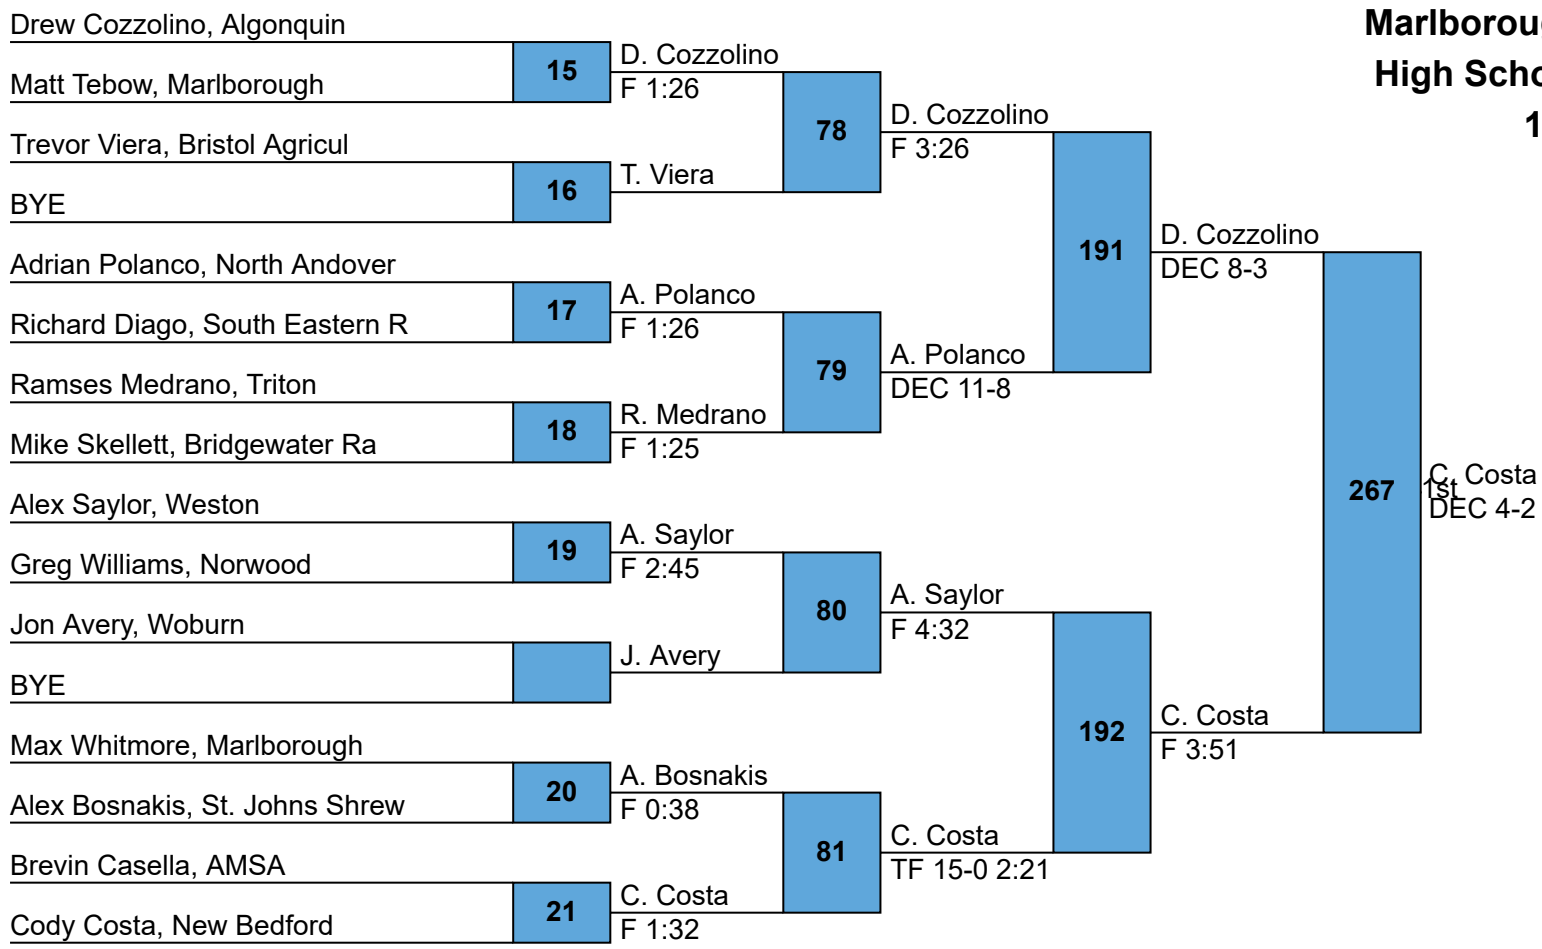 Drew Cozzolino, Algonquin
Matt Tebow, Marlborough
Trevor Viera, Bristol Agricul
BYE
Adrian Polanco, North Andover
Richard Diago, South Eastern R
Ramses Medrano, Triton
Mike Skellett, Bridgewater Ra
Alex Saylor, Weston
Greg Williams, Norwood
Jon Avery, Woburn
BYE
Max Whitmore, Marlborough
Alex Bosnakis, St. Johns Shrew
Brevin Casella, AMSA
Cody Costa, New Bedford
15
16
17
18
19
20
21
D. Cozzolino
F 1:26
T. Viera
A. Polanco
F 1:26
R. Medrano
F 1:25
A. Saylor
F 2:45
J. Avery
A. Bosnakis
F 0:38
C. Costa
F 1:32
78
79
80
81
D. Cozzolino
F 3:26
A. Polanco
DEC 11-8
A. Saylor
F 4:32
C. Costa
TF 15-0 2:21
191
192
D. Cozzolino
DEC 8-3
C. Costa
F 3:51
267
1st
C. Costa
DEC 4-2
Marlboroug
High Scho
1